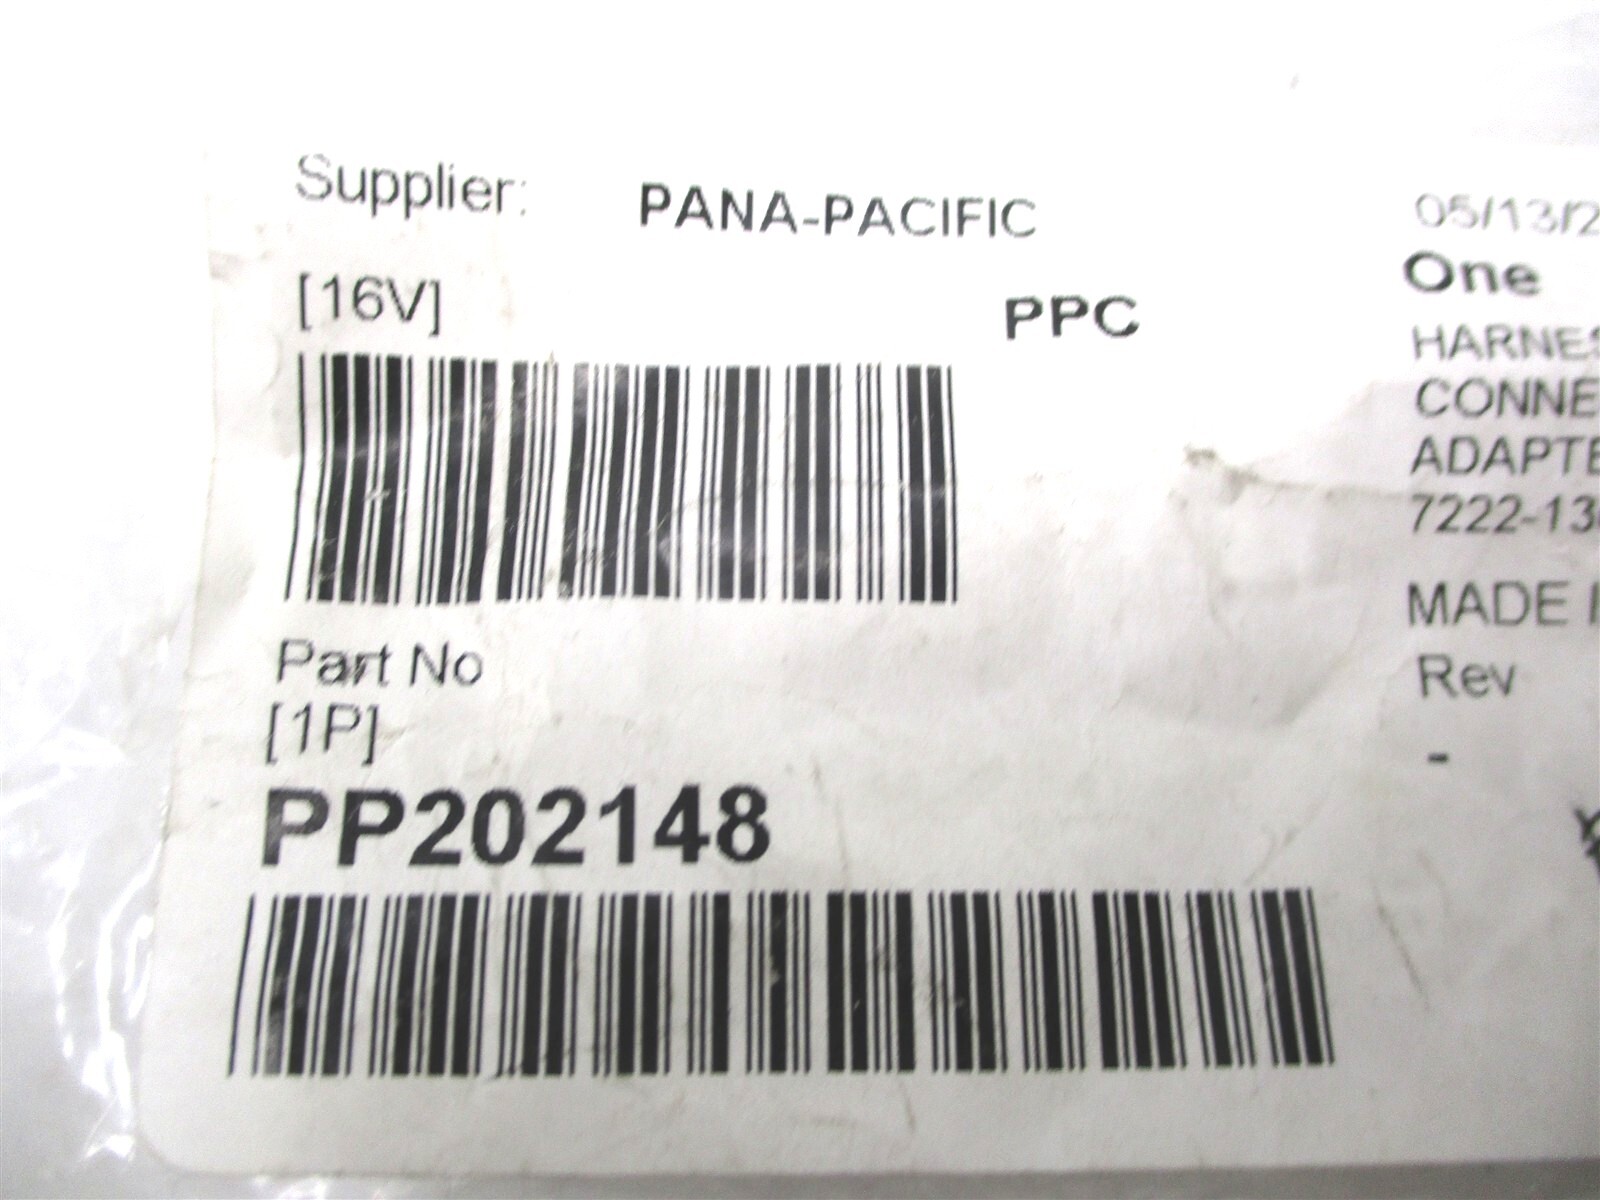 Supplier: PANA-PACIFIC
[16V] PPC
Part No
[1P]
PP202148
05/13/2
One
HARNES
CONNE
ADAPTE
7222-13
MADE I
Rev
-